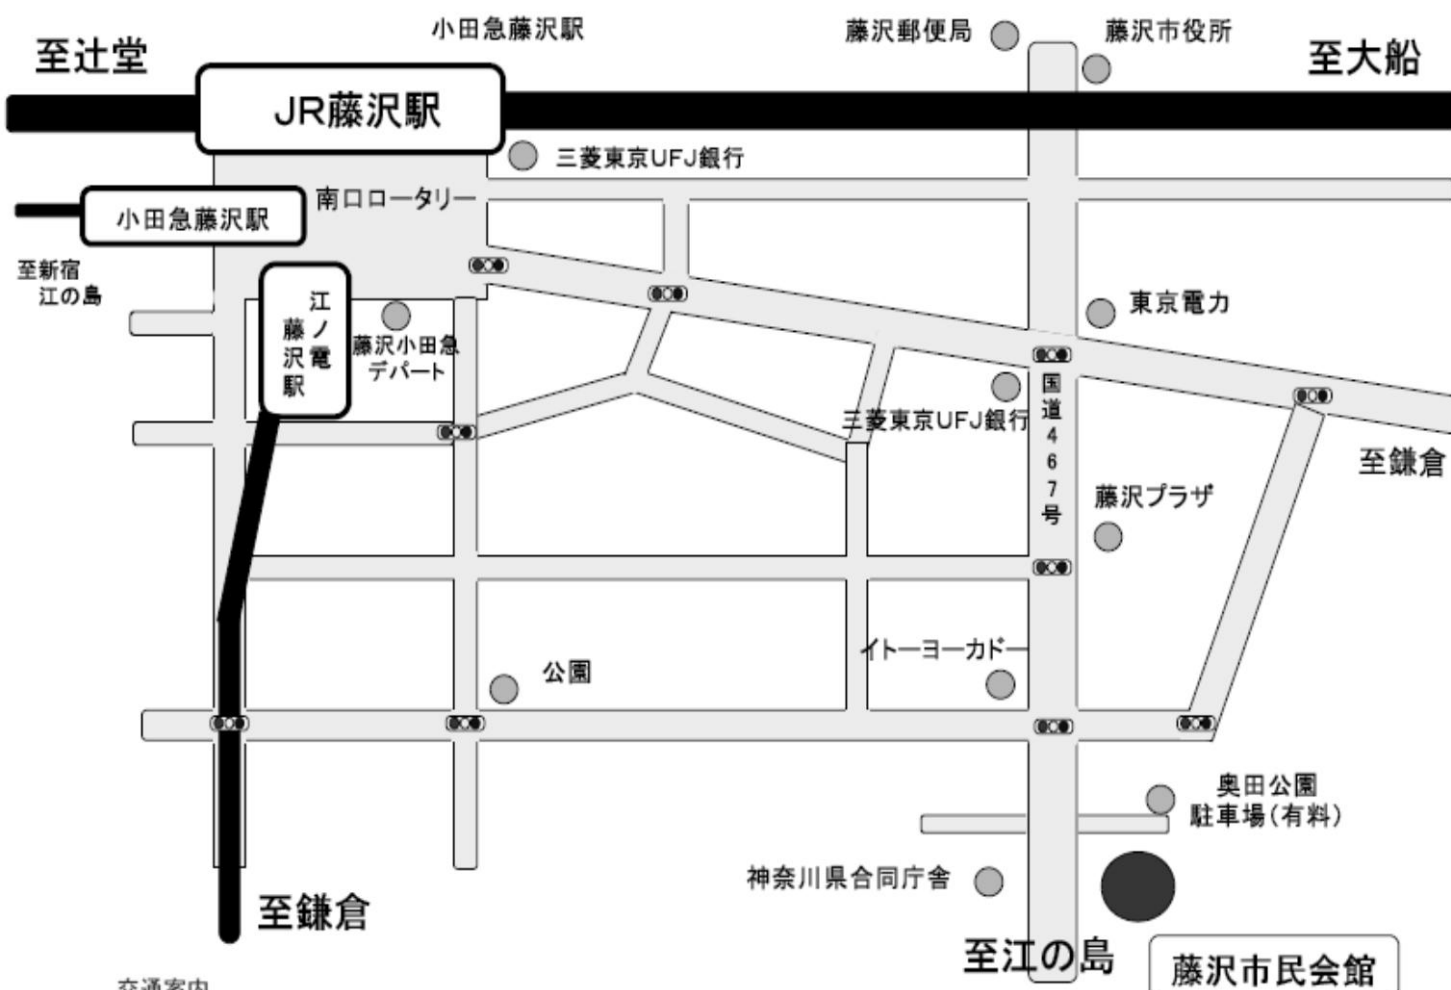 小田急藤沢駅
藤沢郵便局
藤沢市役所
至辻堂
至大船
JR藤沢駅
三菱東京UFJ銀行
南口ロータリー
小田急藤沢駅
至新宿
江の島
江ノ電
藤沢駅
藤沢小田急
デパート
東京電力
国道467号
三菱東京UFJ銀行
至鎌倉
藤沢プラザ
イトーヨーカドー
公園
奥田公園
駐車場(有料)
神奈川県合同庁舎
至鎌倉
至江の島
藤沢市民会館
交通案内